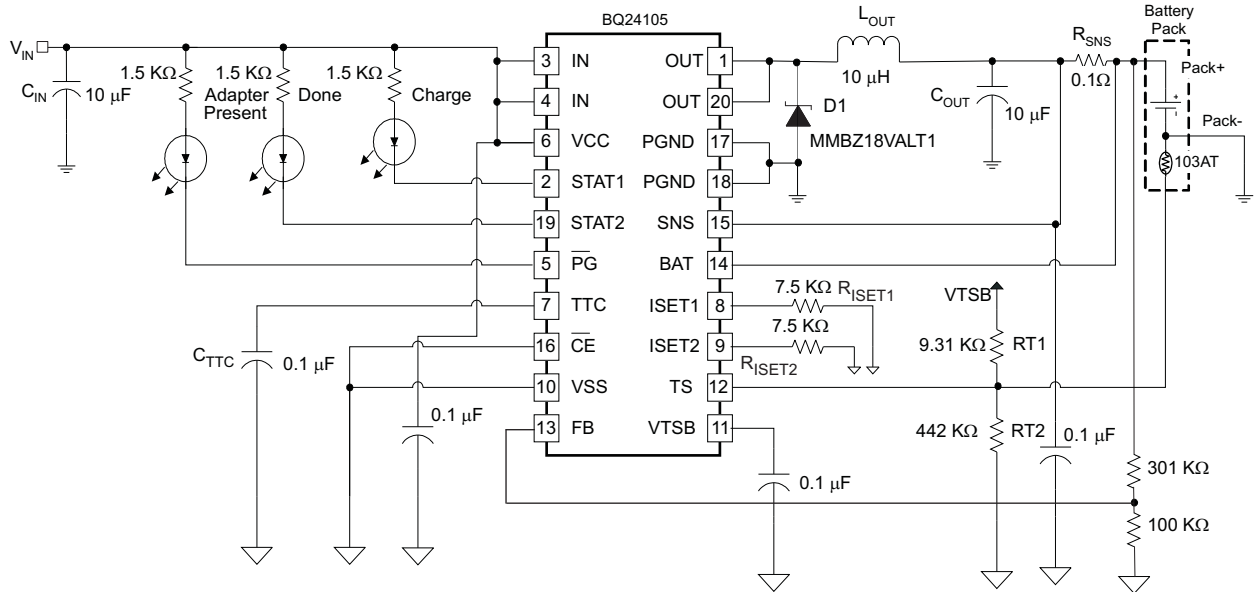 BQ24105
L_OUT
Battery
Pack
V_IN
1.5 KΩ
1.5 KΩ
1.5 KΩ
3 IN
OUT 1
10 μH
R_SNS
0.1Ω
Pack+
C_IN
10 μF
Adapter
Present
Done
Charge
4 IN
OUT 20
D1
C_OUT
10 μF
+
-
Pack-
6 VCC
PGND 17
MMBZ18VALT1
103AT
2 STAT1
PGND 18
19 STAT2
SNS 15
5 PG
BAT 14
7 TTC
ISET1 8
7.5 KΩ
R_ISET1
VTSB
16 CE
ISET2 9
7.5 KΩ
R_ISET2
9.31 KΩ
RT1
C_TTC
0.1 μF
10 VSS
TS 12
0.1 μF
13 FB
VTSB 11
442 KΩ
RT2
0.1 μF
0.1 μF
301 KΩ
100 KΩ